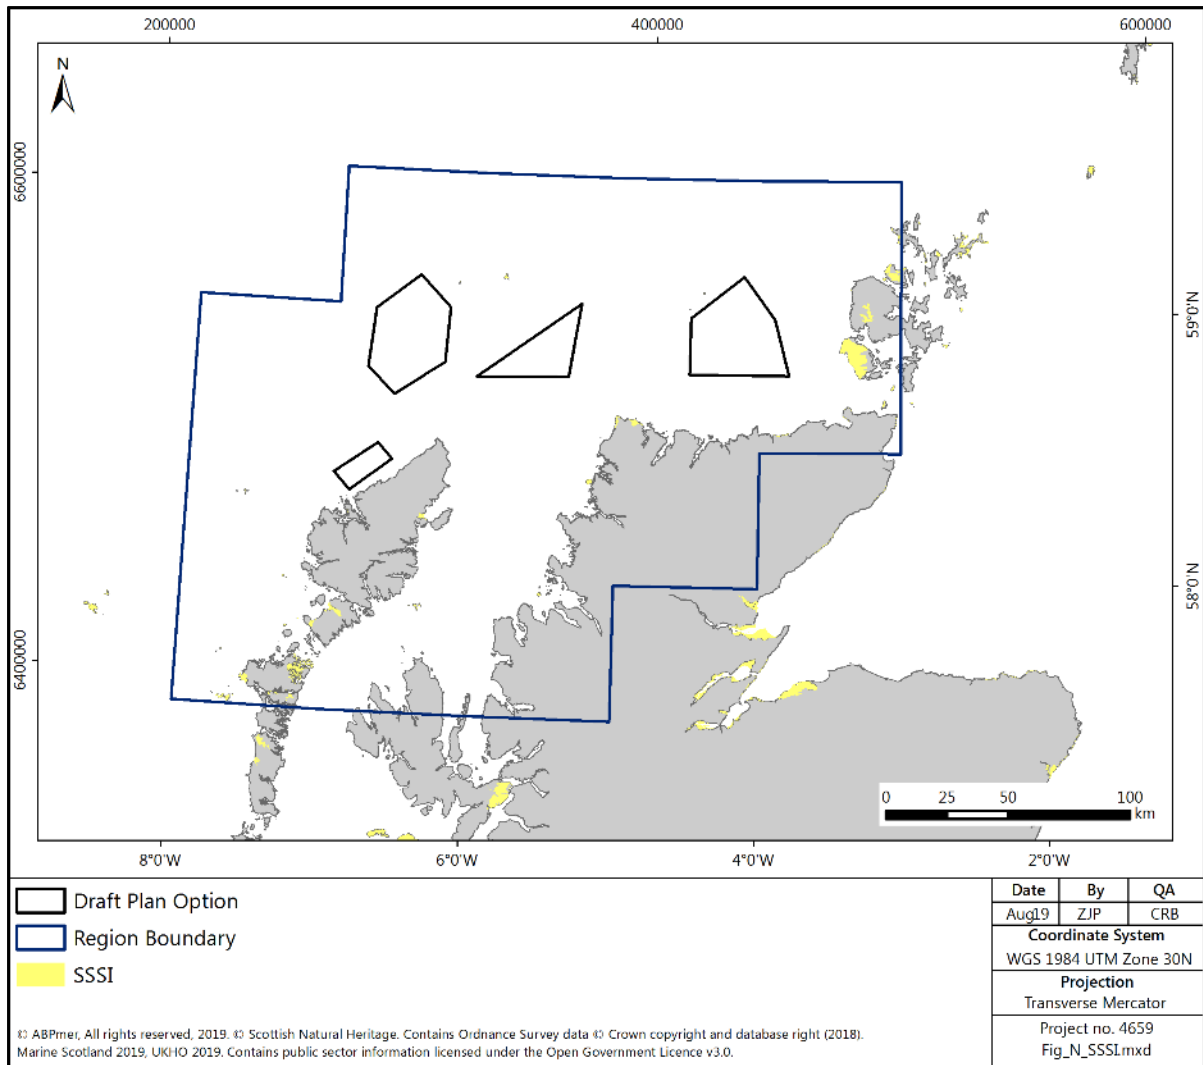 200000 400000 600000
N
6600000
6400000
59°0'N
58°0'N
0 25 50 100
km
8°0'W 6°0'W 4°0'W 2°0'W
Draft Plan Option
Region Boundary
SSSI
Date By QA
Aug19 ZJP CRB
Coordinate System
WGS 1984 UTM Zone 30N
Projection
Transverse Mercator
Project no. 4659
Fig_N_SSSI.mxd
© ABPmer, All rights reserved, 2019. © Scottish Natural Heritage. Contains Ordnance Survey data © Crown copyright and database right (2018).
Marine Scotland 2019, UKHO 2019. Contains public sector information licensed under the Open Government Licence v3.0.